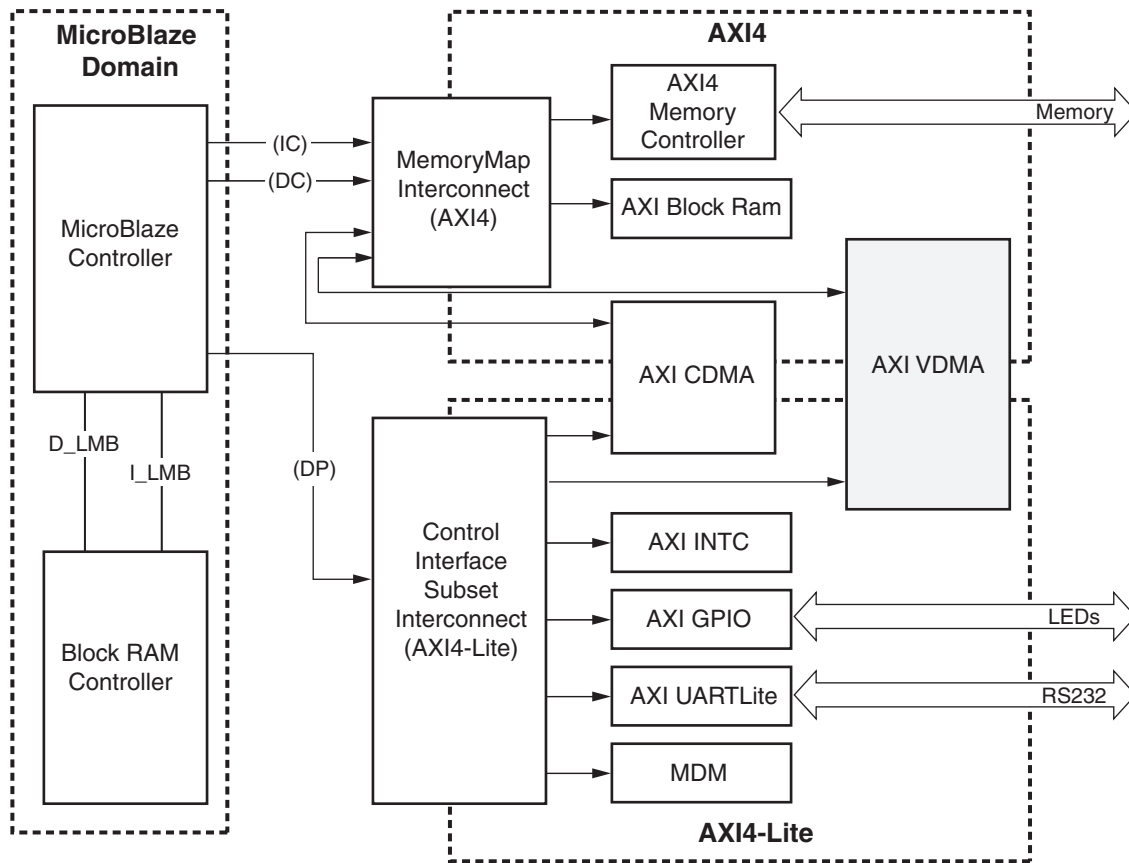 MicroBlaze
Domain
MicroBlaze
Controller
D_LMB
I_LMB
Block RAM
Controller
(IC)
(DC)
(DP)
AXI4
MemoryMap
Interconnect
(AXI4)
AXI4
Memory
Controller
Memory
AXI Block Ram
AXI CDMA
AXI VDMA
Control
Interface
Subset
Interconnect
(AXI4-Lite)
AXI INTC
AXI GPIO
LEDs
AXI UARTLite
RS232
MDM
AXI4-Lite